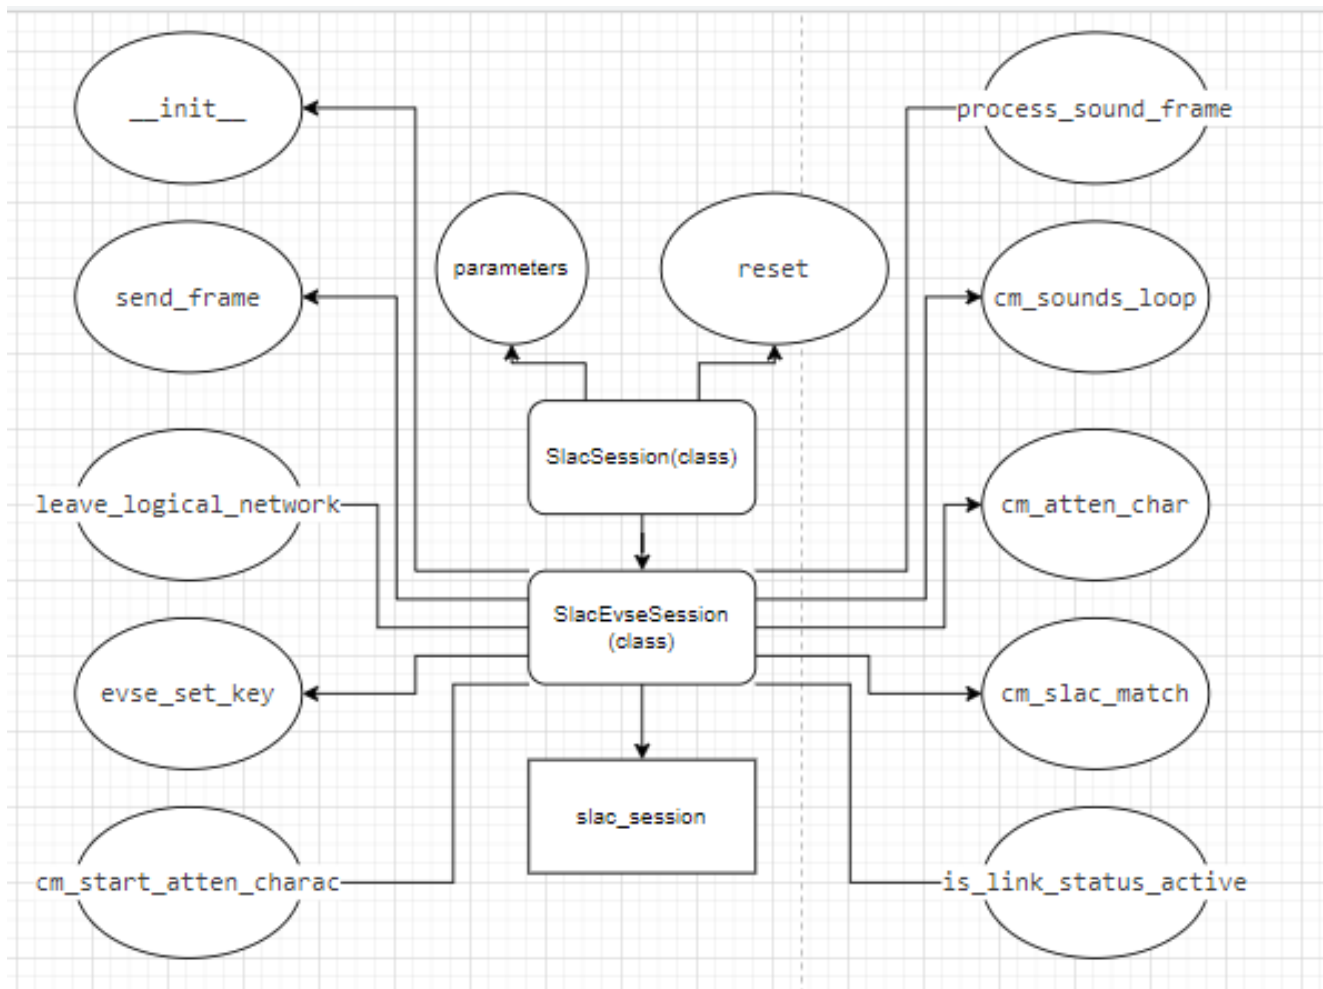 __init__
process_sound_frame
parameters
reset
send_frame
cm_sounds_loop
SlacSession(class)
leave_logical_network
cm_atten_char
SlacEvseSession
(class)
evse_set_key
cm_slac_match
slac_session
cm_start_atten_charac
is_link_status_active